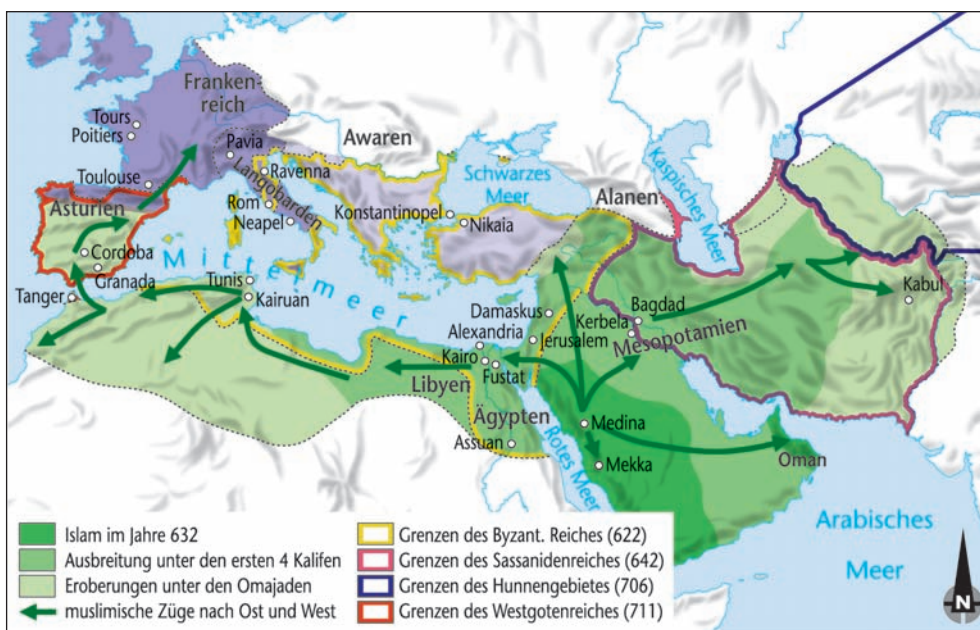 Franken-
reich
Tours
Poitiers
Pavia
Awaren
Toulouse
Ravenna
Langobarden
Asturien
Rom
Neapel
Konstantinopel
Nikaia
Schwarzes
Meer
Alanen
Kaspisches Meer
Cordoba
Granada
Mittelmeer
Tunis
Tanger
Kairuan
Damaskus
Alexandria
Jerusalem
Bagdad
Kerbela
Mesopotamien
Kabul
Kairo
Fustat
Libyen
Ägypten
Assuan
Rotes Meer
Medina
Mekka
Oman
Arabisches
Meer
Islam im Jahre 632
Ausbreitung unter den ersten 4 Kalifen
Eroberungen unter den Omajaden
muslimische Züge nach Ost und West
Grenzen des Byzant. Reiches (622)
Grenzen des Sassanidenreiches (642)
Grenzen des Hunnengebietes (706)
Grenzen des Westgotenreiches (711)
N